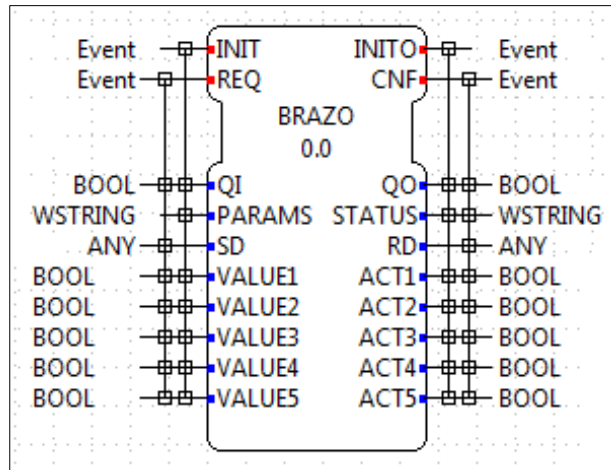 Event INIT INITO Event
Event REQ CNF Event
BRAZO
0.0
BOOL QI QO BOOL
WSTRING PARAMS STATUS WSTRING
ANY SD RD ANY
BOOL VALUE1 ACT1 BOOL
BOOL VALUE2 ACT2 BOOL
BOOL VALUE3 ACT3 BOOL
BOOL VALUE4 ACT4 BOOL
BOOL VALUE5 ACT5 BOOL